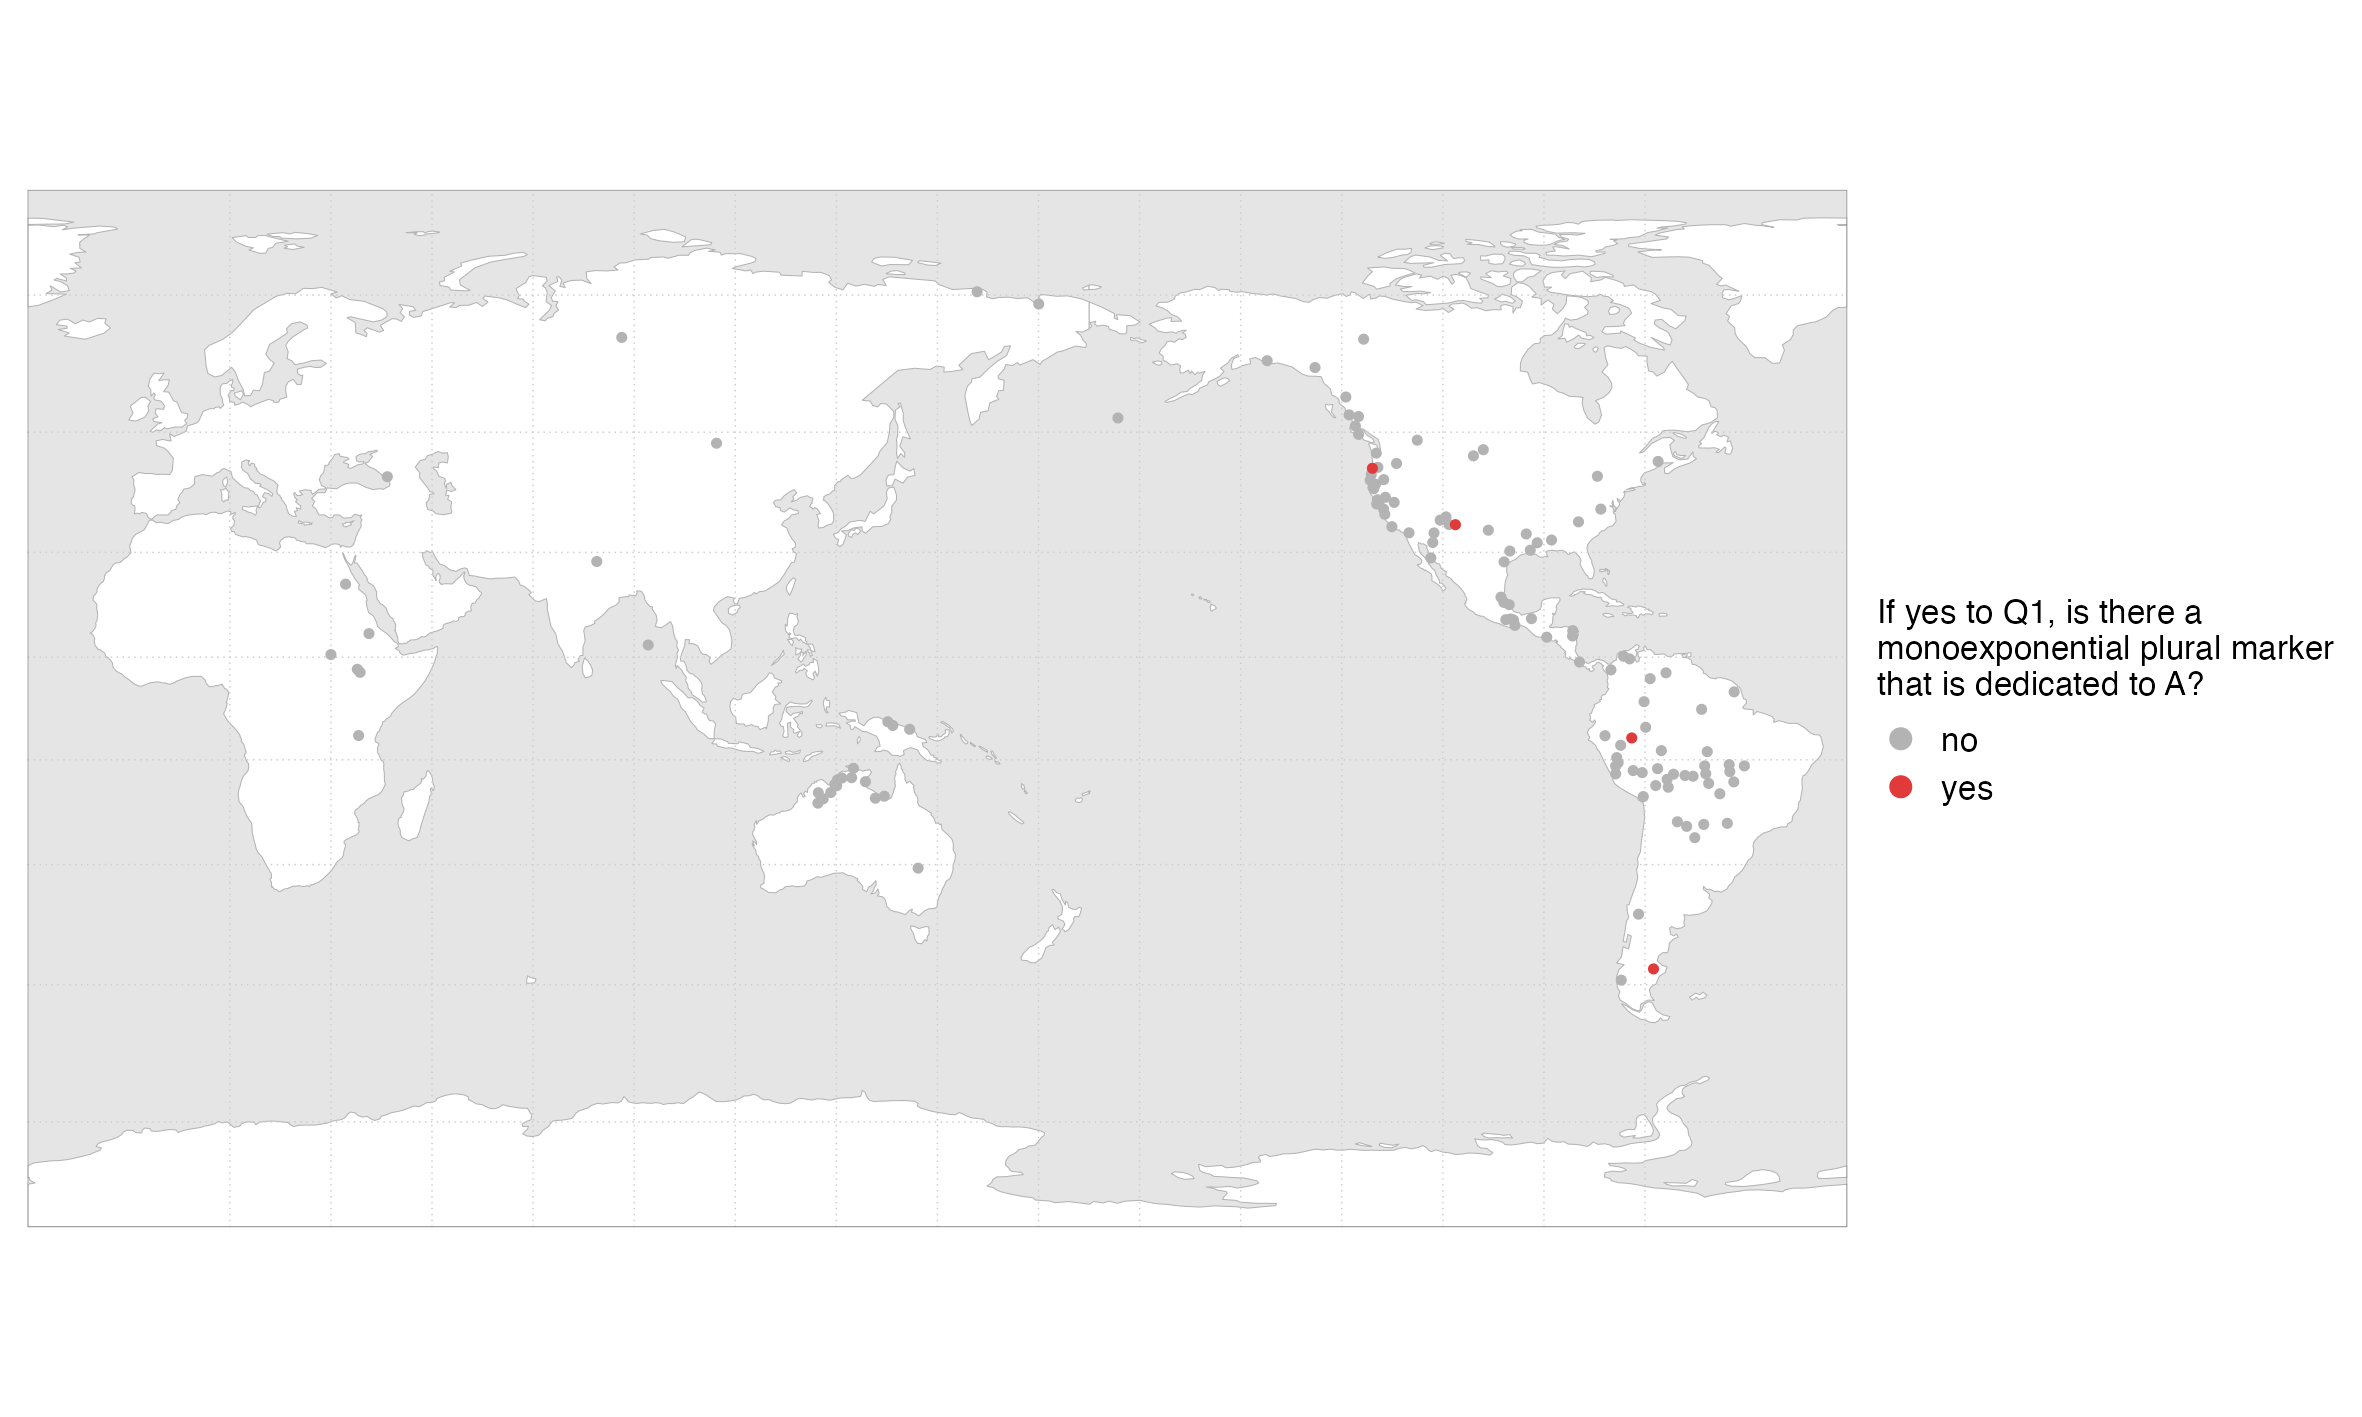 If yes to Q1, is there a
monoexponential plural marker
that is dedicated to A?
no
yes